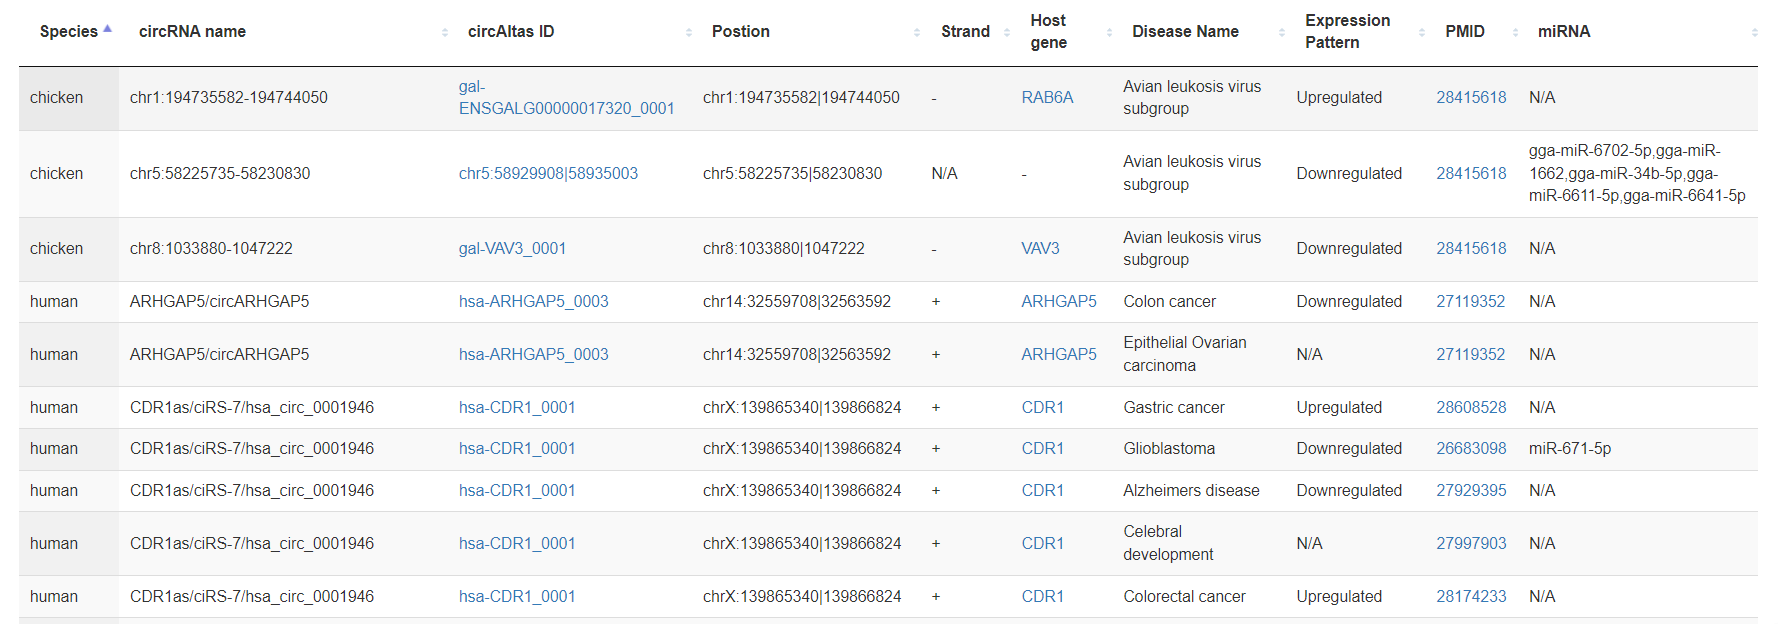 Species circRNA name circAltas ID Postion Strand Host gene Disease Name Expression Pattern PMID miRNA
chicken chr1:194735582-194744050 gal-ENSGALG00000017320_0001 chr1:194735582|194744050 - RAB6A Avian leukosis virus subgroup Upregulated 28415618 N/A
chicken chr5:58225735-58230830 chr5:58929908|58935003 chr5:58225735|58230830 N/A - Avian leukosis virus subgroup Downregulated 28415618 gga-miR-6702-5p,gga-miR-1662,gga-miR-34b-5p,gga-miR-6611-5p,gga-miR-6641-5p
chicken chr8:1033880-1047222 gal-VAV3_0001 chr8:1033880|1047222 - VAV3 Avian leukosis virus subgroup Downregulated 28415618 N/A
human ARHGAP5/circARHGAP5 hsa-ARHGAP5_0003 chr14:32559708|32563592 + ARHGAP5 Colon cancer Downregulated 27119352 N/A
human ARHGAP5/circARHGAP5 hsa-ARHGAP5_0003 chr14:32559708|32563592 + ARHGAP5 Epithelial Ovarian carcinoma N/A 27119352 N/A
human CDR1as/ciRS-7/hsa_circ_0001946 hsa-CDR1_0001 chrX:139865340|139866824 + CDR1 Gastric cancer Upregulated 28608528 N/A
human CDR1as/ciRS-7/hsa_circ_0001946 hsa-CDR1_0001 chrX:139865340|139866824 + CDR1 Glioblastoma Downregulated 26683098 miR-671-5p
human CDR1as/ciRS-7/hsa_circ_0001946 hsa-CDR1_0001 chrX:139865340|139866824 + CDR1 Alzheimers disease Downregulated 27929395 N/A
human CDR1as/ciRS-7/hsa_circ_0001946 hsa-CDR1_0001 chrX:139865340|139866824 + CDR1 Celebral development N/A 27997903 N/A
human CDR1as/ciRS-7/hsa_circ_0001946 hsa-CDR1_0001 chrX:139865340|139866824 + CDR1 Colorectal cancer Upregulated 28174233 N/A